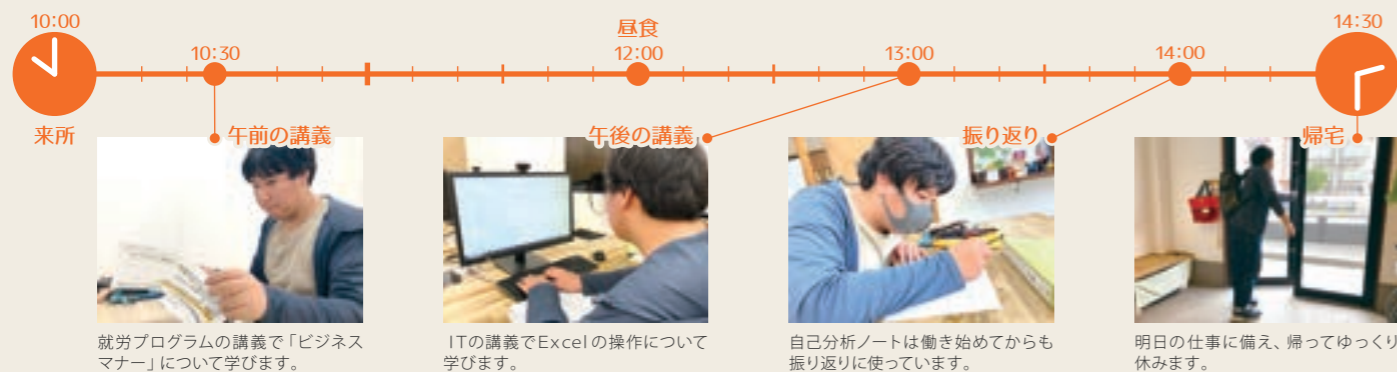 10:00
来所
10:30
午前の講義
昼食
12:00
13:00
午後の講義
14:00
振り返り
14:30
帰宅
就労プログラムの講義で「ビジネス
マナー」について学びます。
ITの講義でExcelの操作について
学びます。
自己分析ノートは働き始めてからも
振り返りに使っています。
明日の仕事に備え、帰ってゆっくり
休みます。